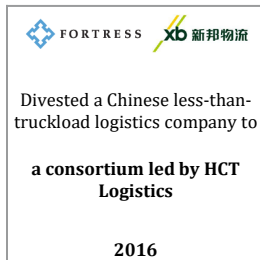 FORTRESS xb 新邦物流
Divested a Chinese less-than-
truckload logistics company to
a consortium led by HCT
Logistics
2016